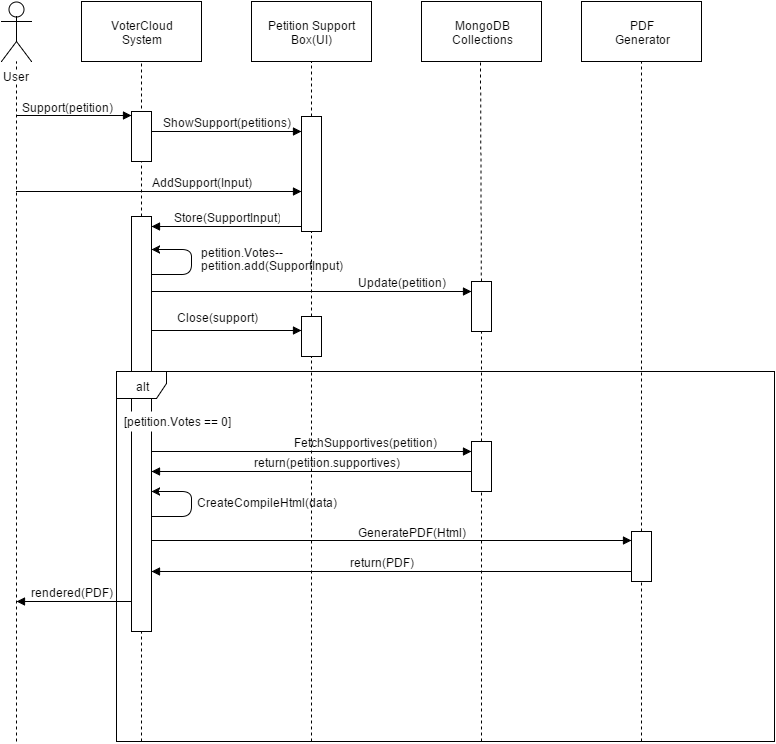 VoterCloud
System
Petition Support
Box(UI)
MongoDB
Collections
PDF
Generator
User
Support(petition)
ShowSupport(petitions)
AddSupport(Input)
Store(SupportInput)
petition.Votes--
petition.add(SupportInput)
Update(petition)
Close(support)
alt
[petition.Votes == 0]
FetchSupportives(petition)
return(petition.supportives)
CreateCompileHtml(data)
GeneratePDF(Html)
return(PDF)
rendered(PDF)